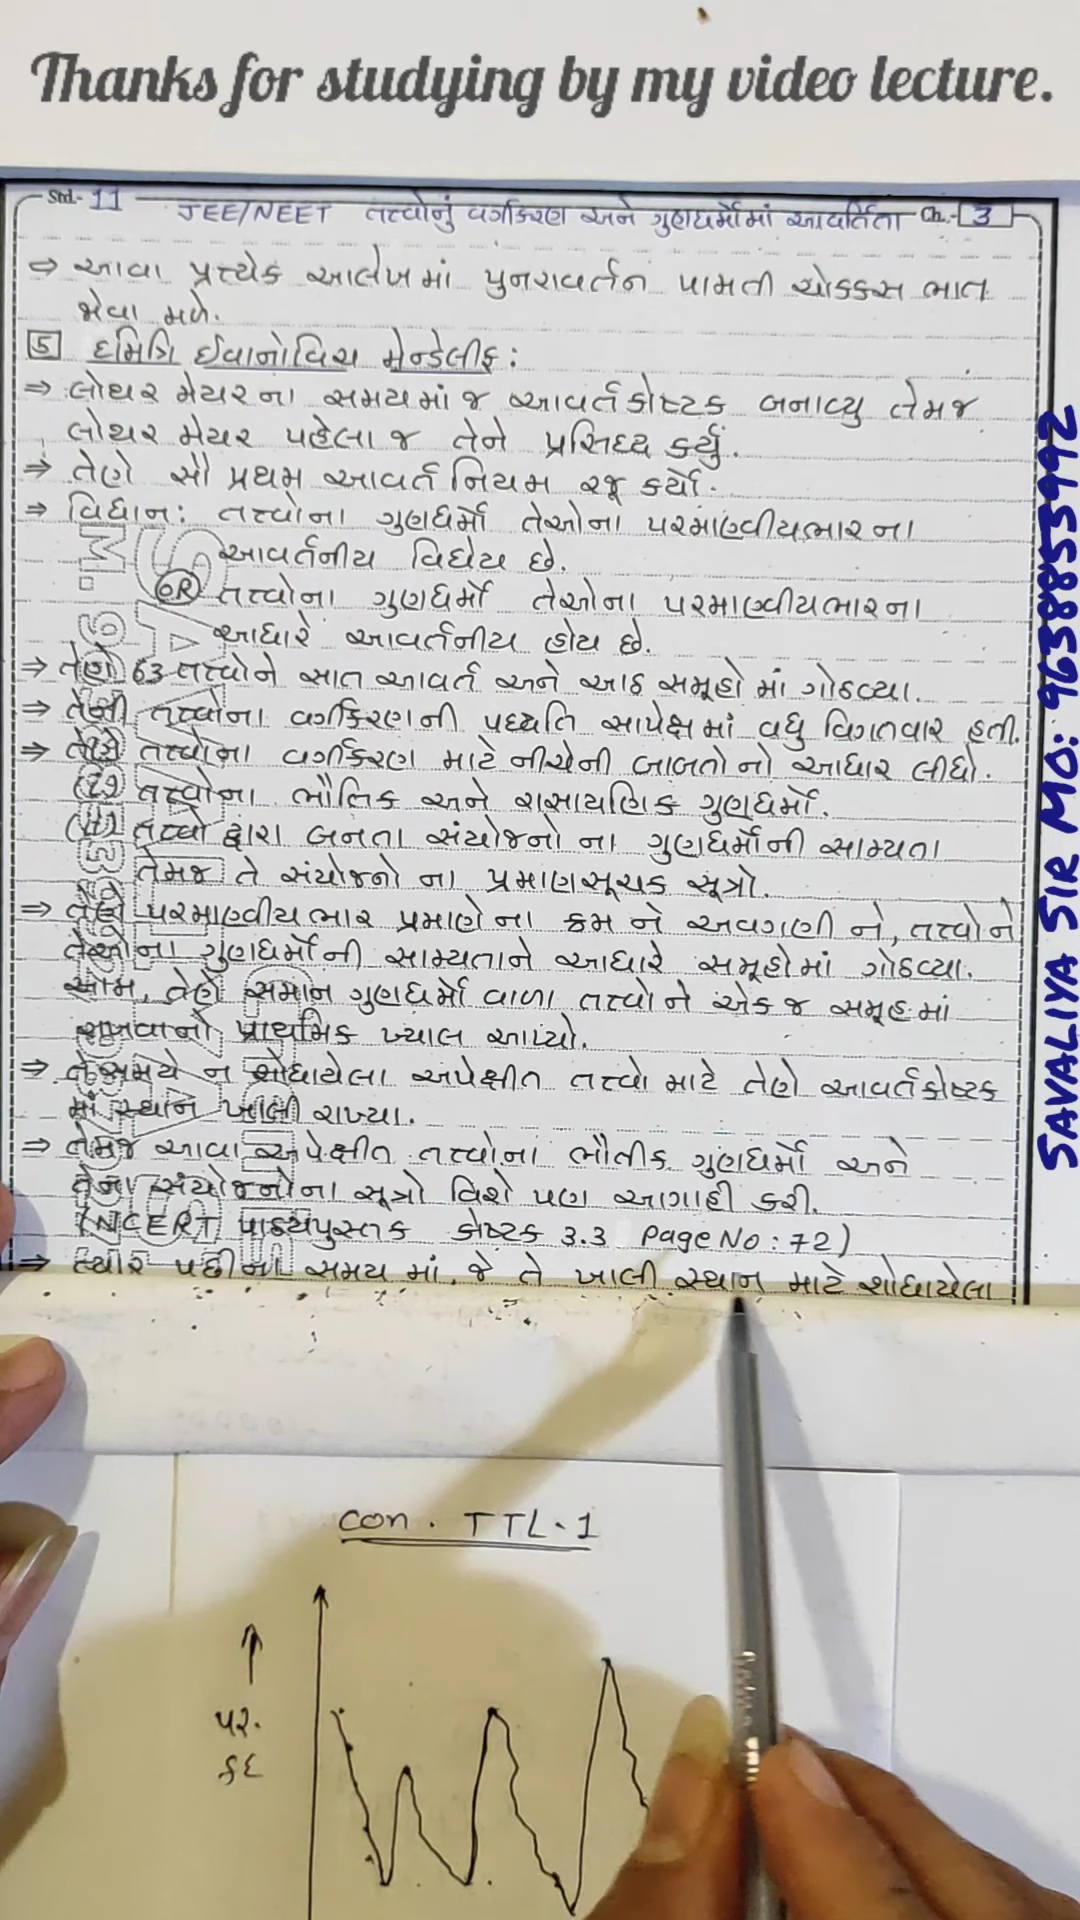 Thanks for studying by my video lecture.
Std.- 11 JEE/NEET તત્ત્વોનું વર્ગીકરણ અને ગુણધર્મોમાં આવર્તિતા Ch.- 3
⇒ આવા પ્રત્યેક આલેખમાં પુનરાવર્તન પામતી ચોક્કસ ભાત
જોવા મળે.
5 દમિત્રિ ઈવાનોવિચ મેન્ડેલીફ :
⇒ લોથર મેયરના સમયમાં જ આવર્તકોષ્ટક બનાવ્યુ તેમજ
લોથર મેયર પહેલા જ તેને પ્રસિધ્ધ કર્યું.
⇒ તેણે સૌ પ્રથમ આવર્ત નિયમ રજૂ કર્યો.
⇒ વિધાન: તત્ત્વોના ગુણધર્મો તેઓના પરમાણ્વીયભારના
આવર્તનીય વિધેય છે.
OR તત્ત્વોના ગુણધર્મો તેઓના પરમાણ્વીયભારના
આધારે આવર્તનીય હોય છે.
⇒ તેણે 63 તત્ત્વોને સાત આવર્ત અને આઠ સમૂહોમાં ગોઠવ્યા.
⇒ તેની તત્ત્વોના વર્ગીકરણની પધ્ધતિ સાપેક્ષમાં વધુ વિગતવાર હતી.
⇒ તેણે તત્ત્વોના વર્ગીકરણ માટે નીચેની બાબતોનો આધાર લીધો.
તત્ત્વોના ભૌતિક અને રાસાયણિક ગુણધર્મો.
તત્વો દ્વારા બનતા સંયોજનો ના ગુણધર્મોની સામ્યતા
તેમજ તે સંયોજનો ના પ્રમાણસૂચક સૂત્રો.
⇒ તેણે પરમાણ્વીયભાર પ્રમાણેના ક્રમ ને અવગણી ને, તત્ત્વોને
તેઓના ગુણધર્મોની સામ્યતાને આધારે સમૂહોમાં ગોઠવ્યા.
આમ, તેણે સમાન ગુણધર્મો વાળા તત્ત્વોને એક જ સમૂહમાં
રાખવાનો પ્રાથમિક ખ્યાલ આપ્યો.
⇒ તે સમયે ન શોધાયેલા અપેક્ષીત તત્ત્વો માટે તેણે આવર્તકોષ્ટક
માં સ્થાન ખાલી રાખ્યા.
⇒ તેમજ આવા અપેક્ષીત તત્ત્વોના ભૌતીક ગુણધર્મો અને
તેના સંયોજનોના સૂત્રો વિશે પણ આગાહી કરી.
(NCERT પાઠ્યપુસ્તક કોષ્ટક 3.3 Page No : 72)
⇒ ત્યાર પછીના સમય માં જે તે ખાલી સ્થાન માટે શોધાયેલા
SAVALIYA SIR MO: 9638853992
con. TTL-1
પર.
કદ